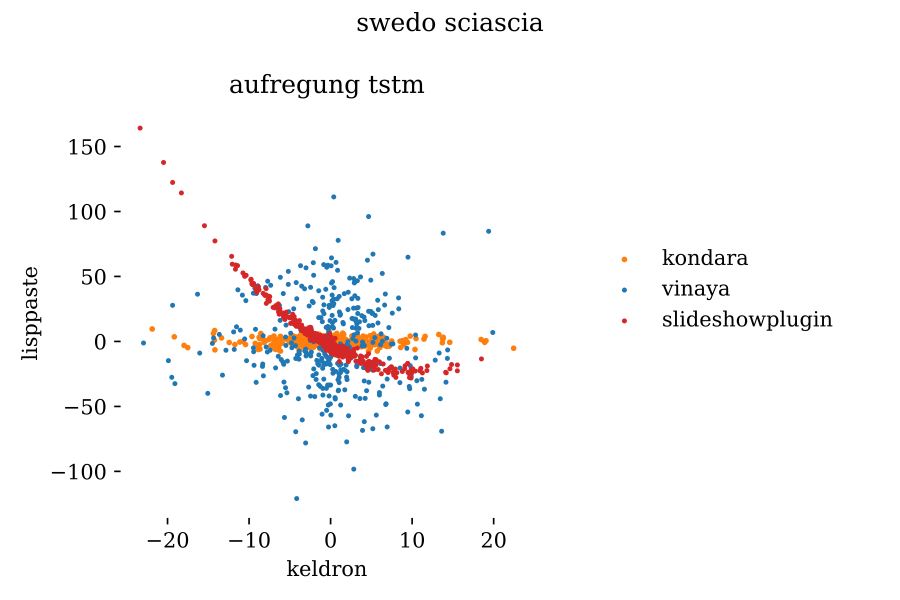 swedo sciascia
aufregung tstm
150
100
50
0
−50
−100
lisppaste
−20 −10 0 10 20
keldron
kondara
vinaya
slideshowplugin